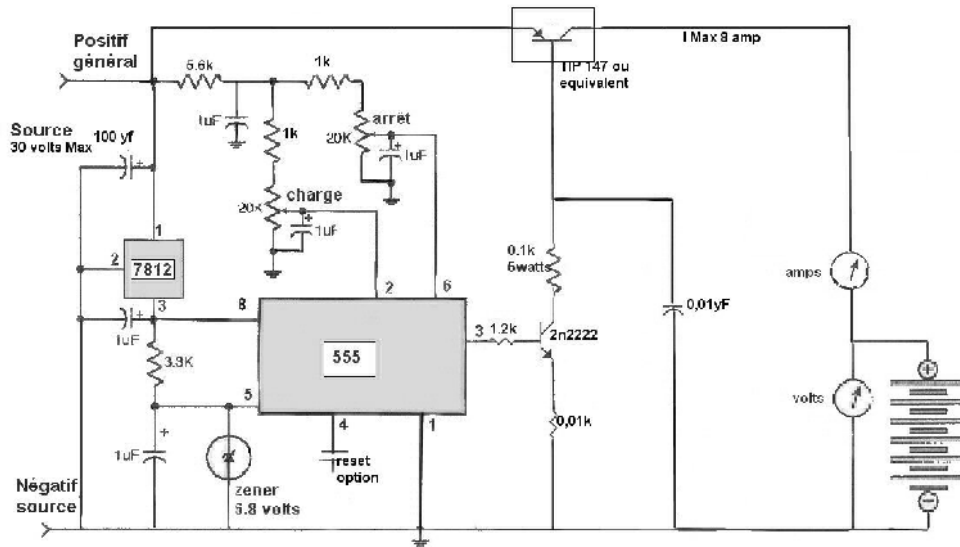 Positif
général
5.6k
1k
I Max 8 amp
TIP 147 ou
equivalent
Source
30 volts Max
100 yf
1uF
1k
arrêt
20K
1uF
charge
20K
1uF
1
2
7812
3
2
6
8
0.1k
5watts
amps
0,01yF
1uF
3.3K
555
3
1.2k
2n2222
5
4
1
volts
0,01k
1uF
reset
option
zener
5.8 volts
Négatif
source